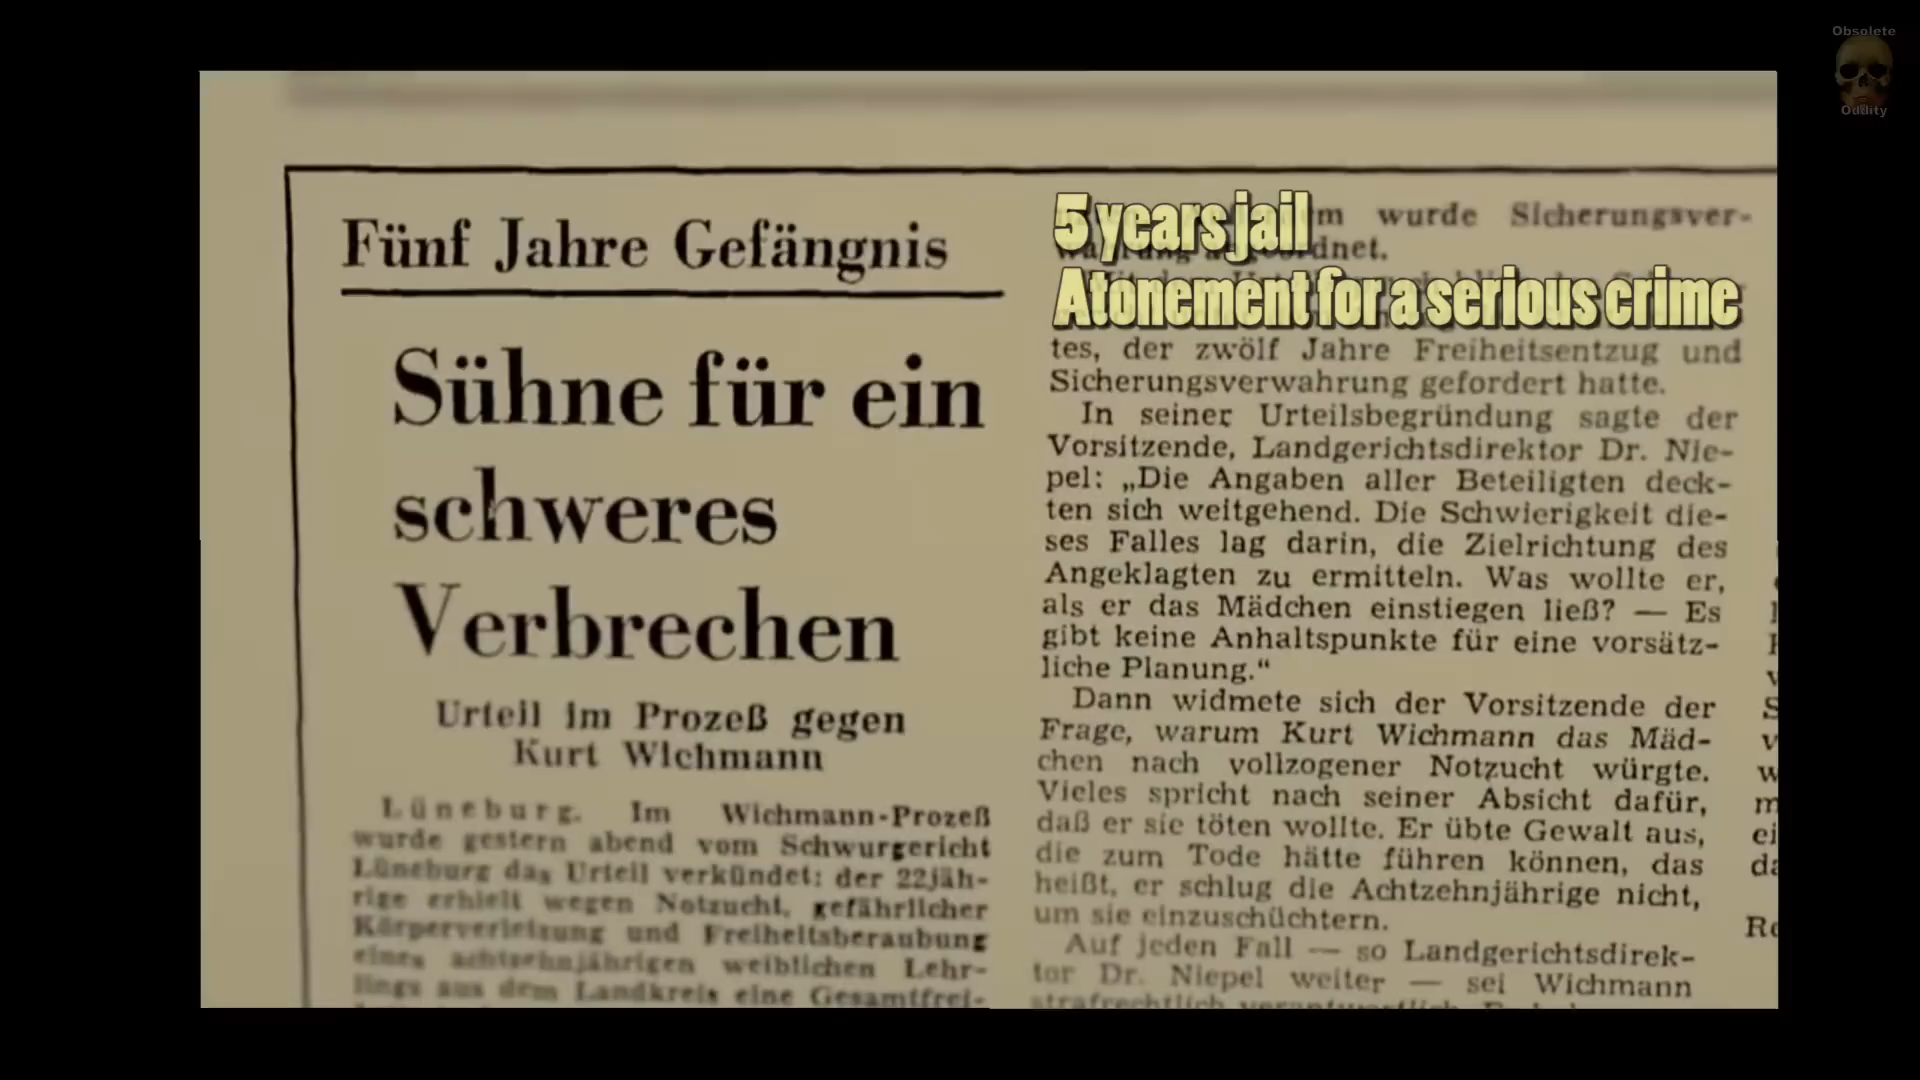 Obsolete
Oddity
Fünf Jahre Gefängnis
Sühne für ein
schweres
Verbrechen
Urteil im Prozeß gegen
Kurt Wichmann
Lüneburg. Im Wichmann-Prozeß
wurde gestern abend vom Schwurgericht
Lüneburg das Urteil verkündet: der 22jäh-
rige erhielt wegen Notzucht, gefährlicher
Körperverletzung und Freiheitsberaubung
eines achtzehnjährigen weiblichen Lehr-
lings aus dem Landkreis eine Gesamtfrei-
5 years jail
Atonement for a serious crime
wurde Sicherungsver-
tes, der zwölf Jahre Freiheitsentzug und
Sicherungsverwahrung gefordert hatte.
In seiner Urteilsbegründung sagte der
Vorsitzende, Landgerichtsdirektor Dr. Nie-
pel: „Die Angaben aller Beteiligten deck-
ten sich weitgehend. Die Schwierigkeit die-
ses Falles lag darin, die Zielrichtung des
Angeklagten zu ermitteln. Was wollte er,
als er das Mädchen einstiegen ließ? — Es
gibt keine Anhaltspunkte für eine vorsätz-
liche Planung.“
Dann widmete sich der Vorsitzende der
Frage, warum Kurt Wichmann das Mäd-
chen nach vollzogener Notzucht würgte.
Vieles spricht nach seiner Absicht dafür,
daß er sie töten wollte. Er übte Gewalt aus,
die zum Tode hätte führen können, das
heißt, er schlug die Achtzehnjährige nicht,
um sie einzuschüchtern.
Auf jeden Fall — so Landgerichtsdirek-
tor Dr. Niepel weiter — sei Wichmann